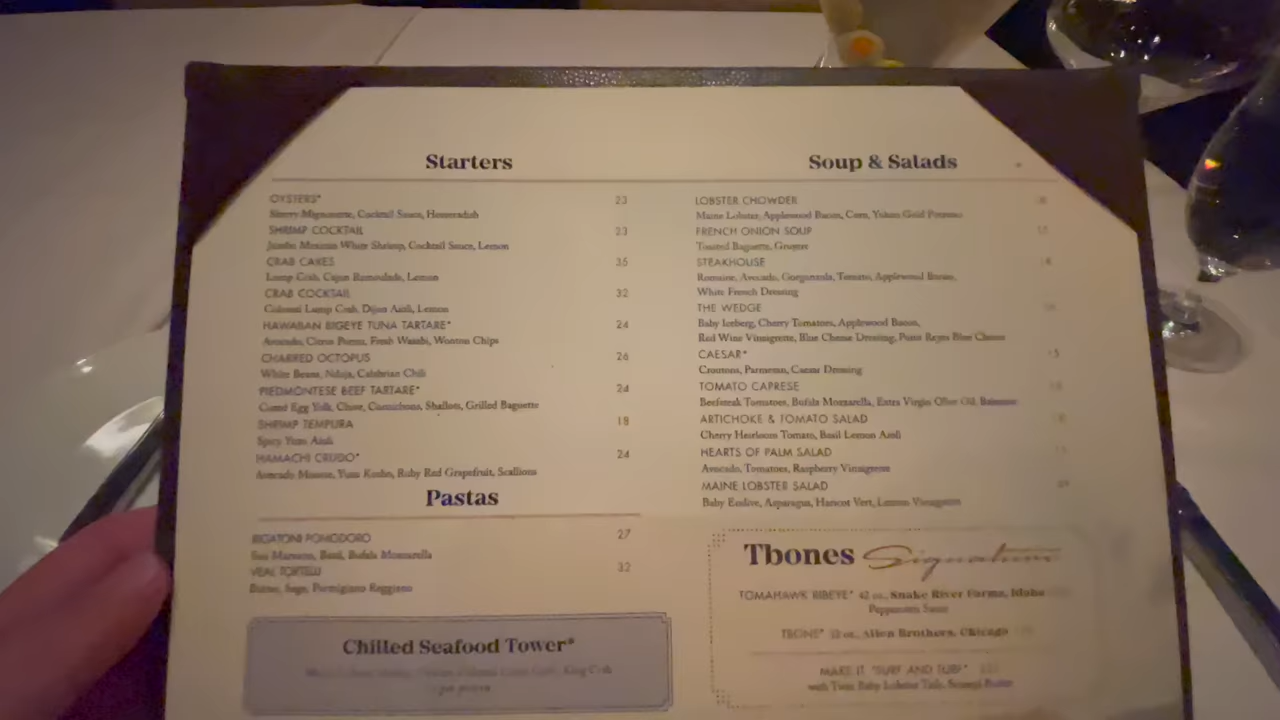 Starters
OYSTERS* 23
Sherry Mignonette, Cocktail Sauce, Horseradish
SHRIMP COCKTAIL 23
Jumbo Mexican White Shrimp, Cocktail Sauce, Lemon
CRAB CAKES 35
Lump Crab, Cajun Remoulade, Lemon
CRAB COCKTAIL 32
Colossal Lump Crab, Dijon Aioli, Lemon
HAWAIIAN BIGEYE TUNA TARTARE* 24
Avocado, Citrus Ponzu, Fresh Wasabi, Wonton Chips
CHARRED OCTOPUS 26
White Beans, Nduja, Calabrian Chili
PIEDMONTESE BEEF TARTARE* 24
Cured Egg Yolk, Chive, Cornichons, Shallots, Grilled Baguette
SHRIMP TEMPURA 18
Spicy Yuzu Aioli
HAMACHI CRUDO* 24
Avocado Mousse, Yuzu Kosho, Ruby Red Grapefruit, Scallions
Pastas
RIGATONI POMODORO 27
San Marzano, Basil, Bufala Mozzarella
VEAL TORTELLI 32
Butter, Sage, Parmigiano Reggiano
Chilled Seafood Tower*
King Crab
Soup & Salads
LOBSTER CHOWDER
Maine Lobster, Applewood Bacon, Corn, Yukon Gold Potatoes
FRENCH ONION SOUP
Toasted Baguette, Gruyere
STEAKHOUSE
Romaine, Avocado, Gorgonzola, Tomato, Applewood Bacon,
White French Dressing
THE WEDGE
Baby Iceberg, Cherry Tomatoes, Applewood Bacon,
Red Wine Vinaigrette, Blue Cheese Dressing, Point Reyes Blue Cheese
CAESAR* 15
Croutons, Parmesan, Caesar Dressing
TOMATO CAPRESE
Beefsteak Tomatoes, Bufala Mozzarella, Extra Virgin Olive Oil, Balsamic
ARTICHOKE & TOMATO SALAD
Cherry Heirloom Tomato, Basil Lemon Aioli
HEARTS OF PALM SALAD
Avocado, Tomatoes, Raspberry Vinaigrette
MAINE LOBSTER SALAD
Baby Endive, Asparagus, Haricot Vert, Lemon Vinaigrette
Tbones Signature
TOMAHAWK RIBEYE* 42 oz., Snake River Farms, Idaho
Peppercorn Sauce
TBONE* oz., Allen Brothers, Chicago
MAKE IT "SURF AND TURF"
with Twin Baby Lobster Tails, Scampi Butter